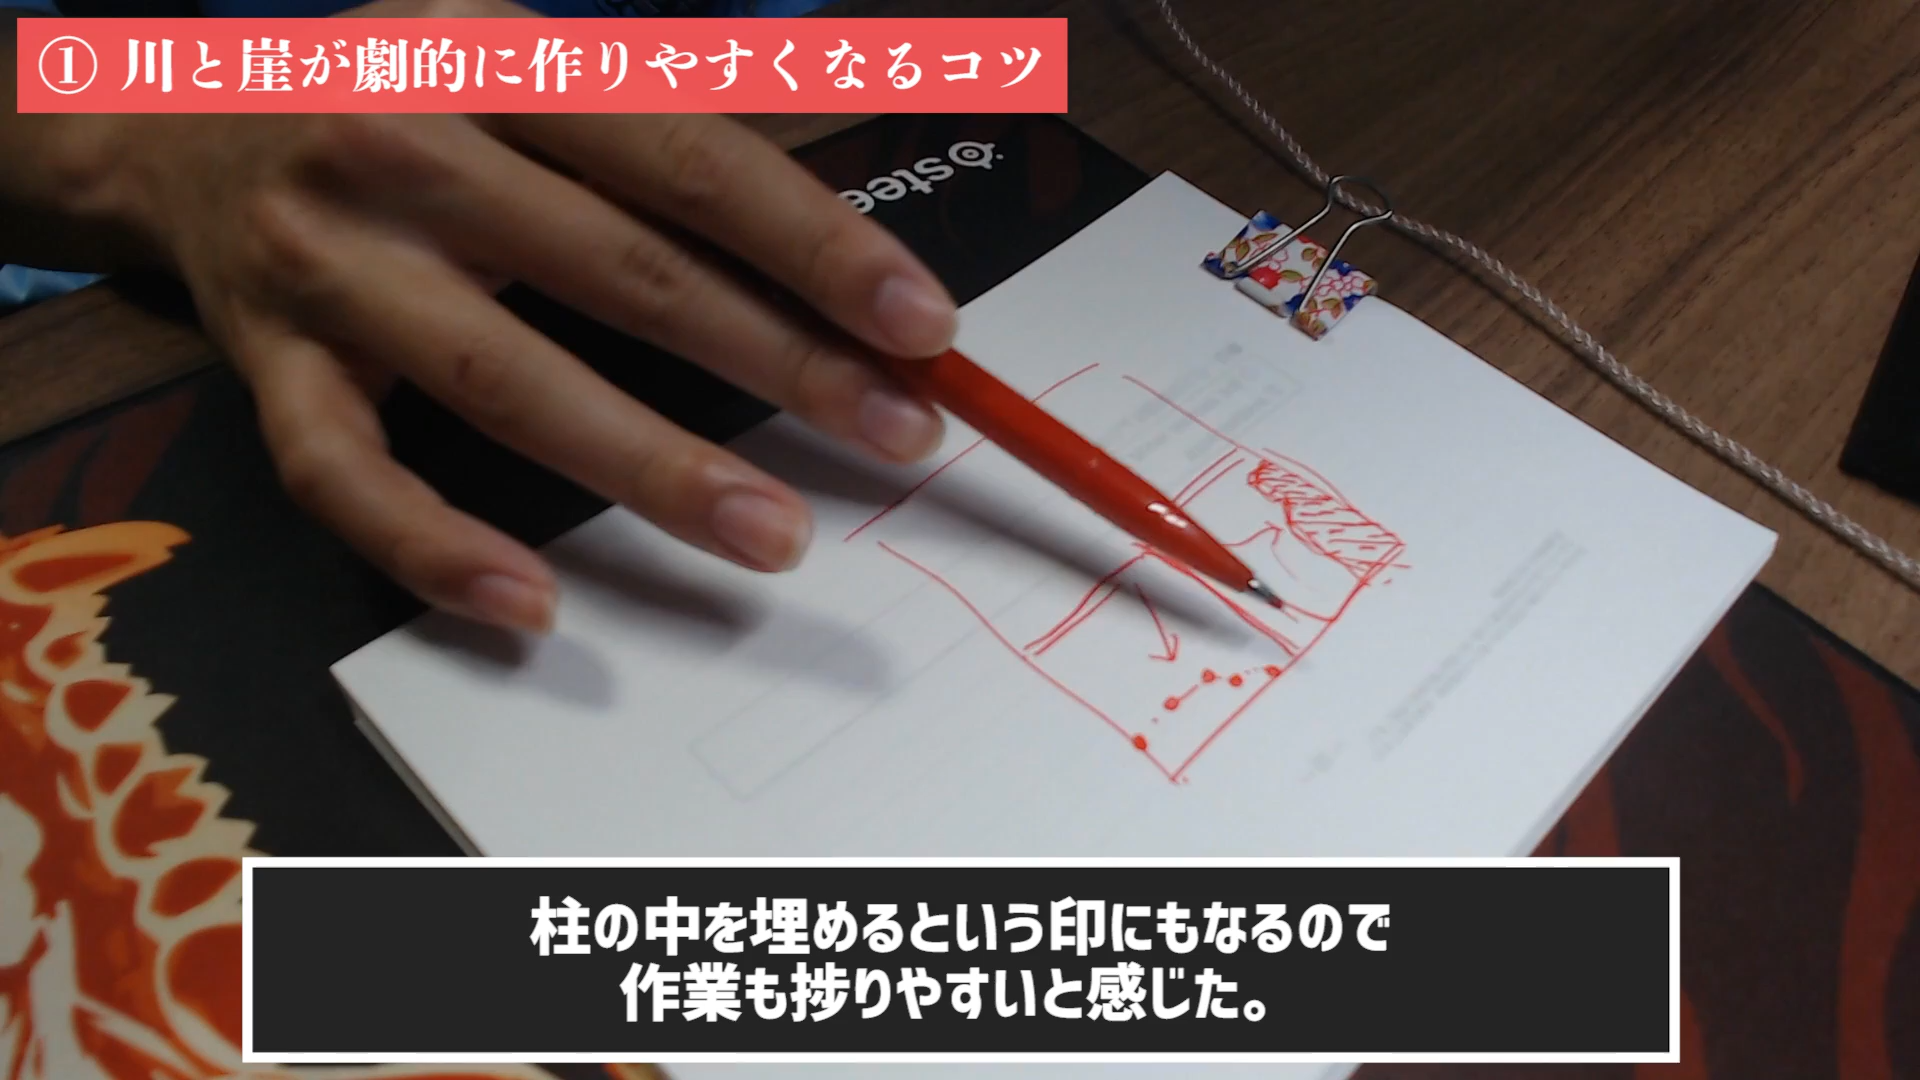 ① 川と崖が劇的に作りやすくなるコツ
stee
柱の中を埋めるという印にもなるので
作業も捗りやすいと感じた。